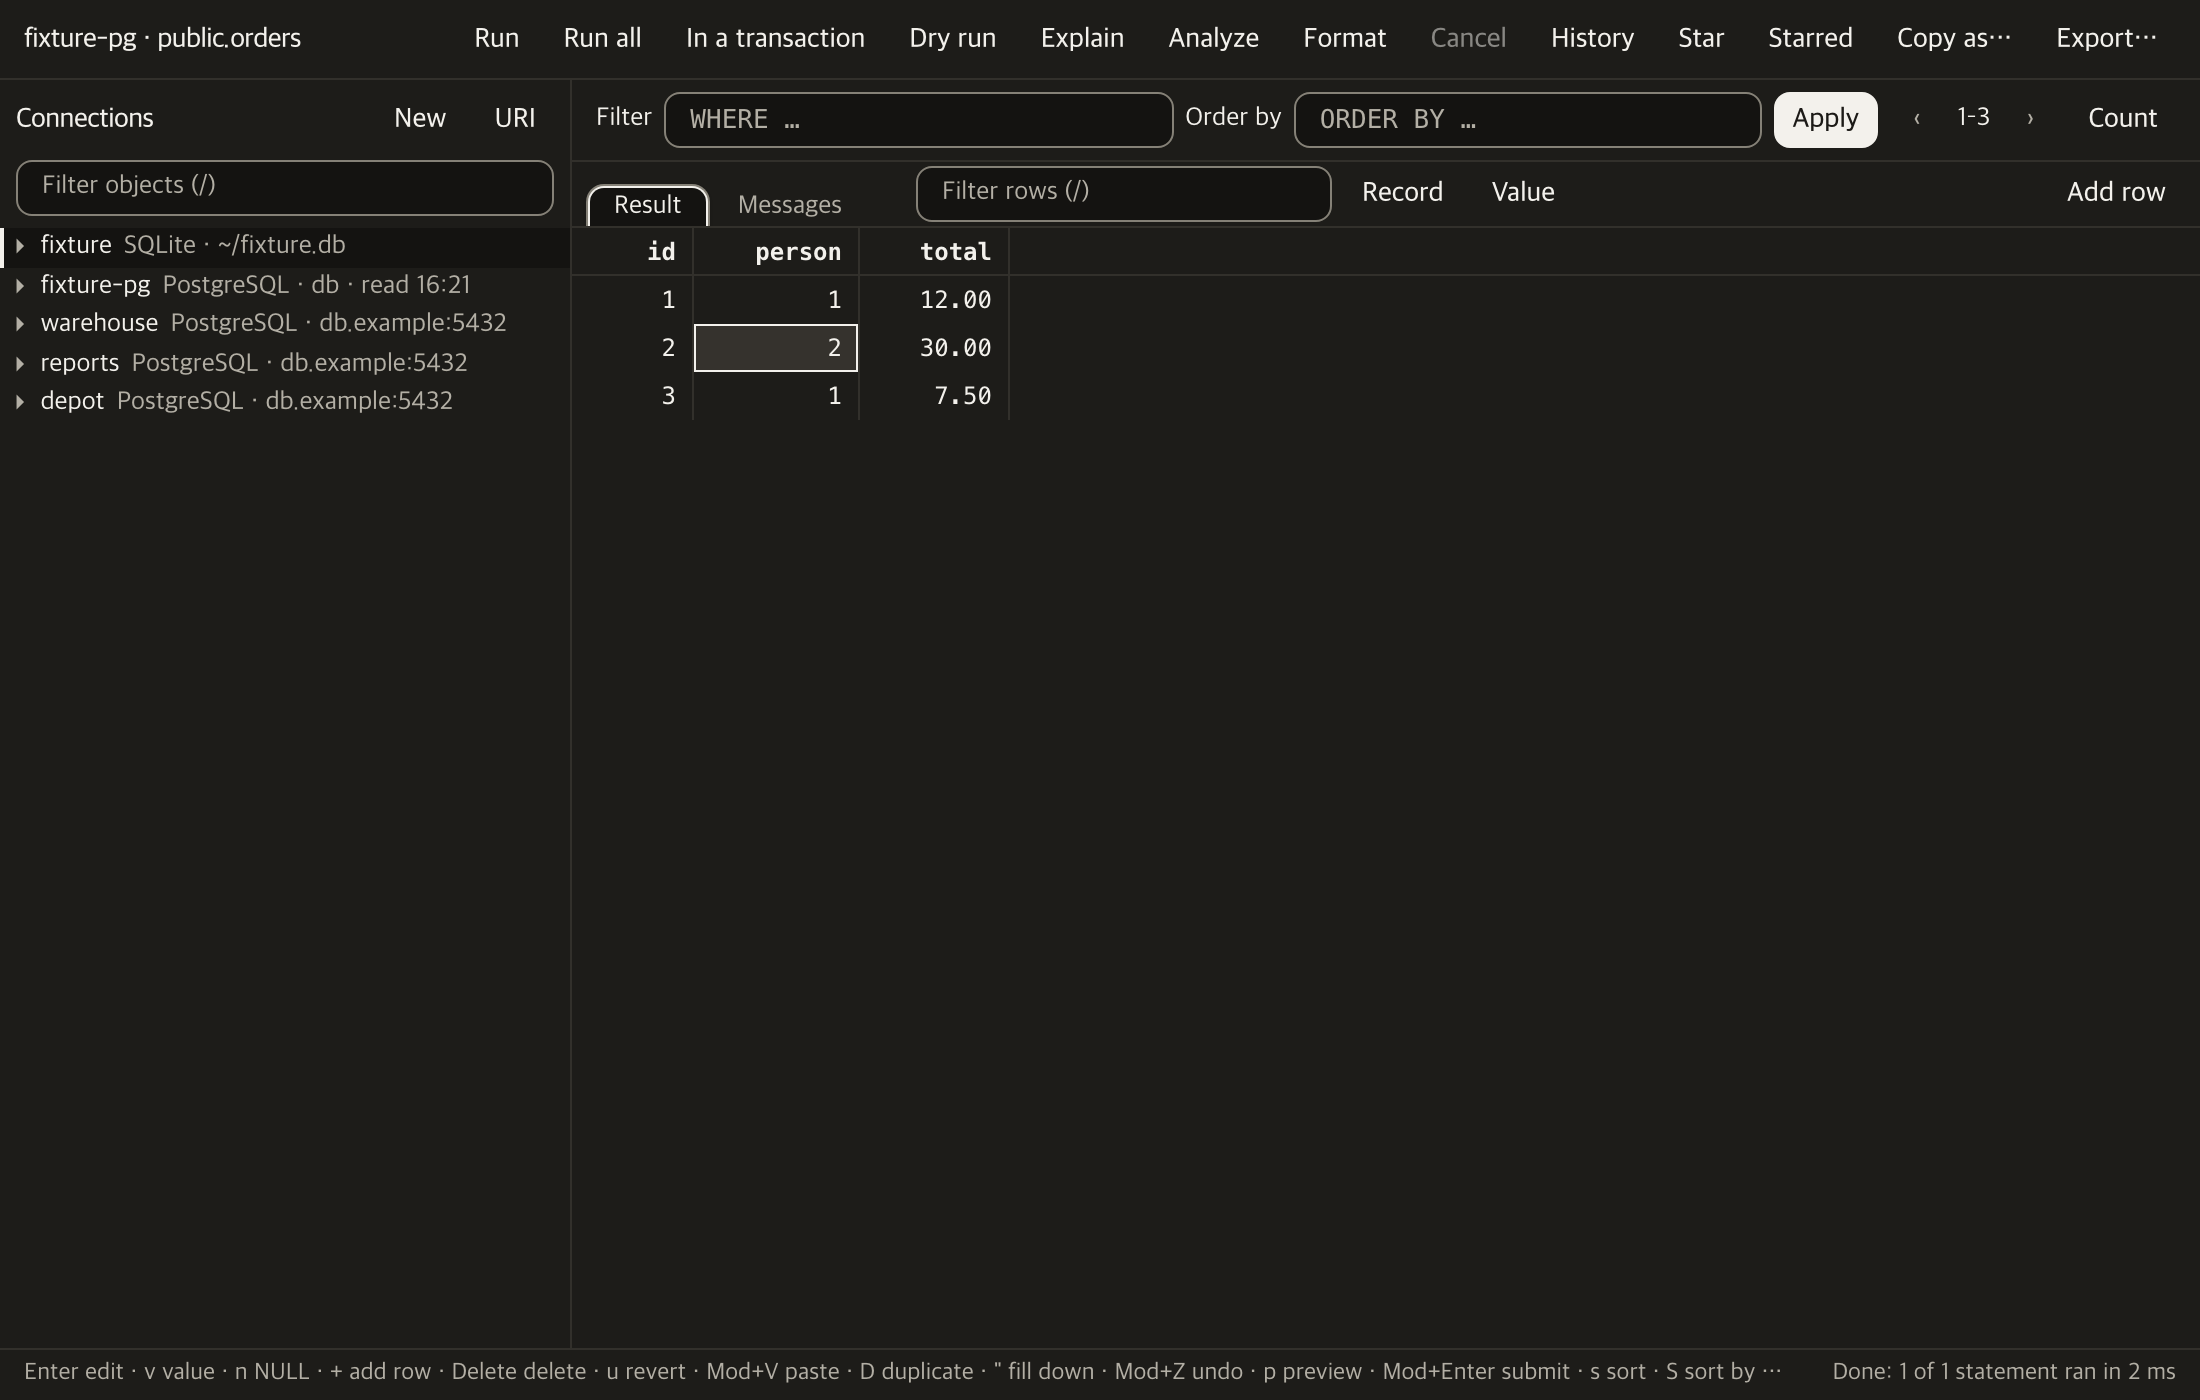 fixture-pg · public.orders Run Run all In a transaction Dry run Explain Analyze Format Cancel History Star Starred Copy as··· Export···
Connections New URI
Filter WHERE … Order by ORDER BY … Apply ‹ 1-3 › Count
Filter objects (/)
Result Messages Filter rows (/) Record Value Add row
fixture SQLite · ~/fixture.db
fixture-pg PostgreSQL · db · read 16:21
warehouse PostgreSQL · db.example:5432
reports PostgreSQL · db.example:5432
depot PostgreSQL · db.example:5432
id person total
1 1 12.00
2 2 30.00
3 1 7.50
Enter edit · v value · n NULL · + add row · Delete delete · u revert · Mod+V paste · D duplicate · " fill down · Mod+Z undo · p preview · Mod+Enter submit · s sort · S sort by ··· Done: 1 of 1 statement ran in 2 ms